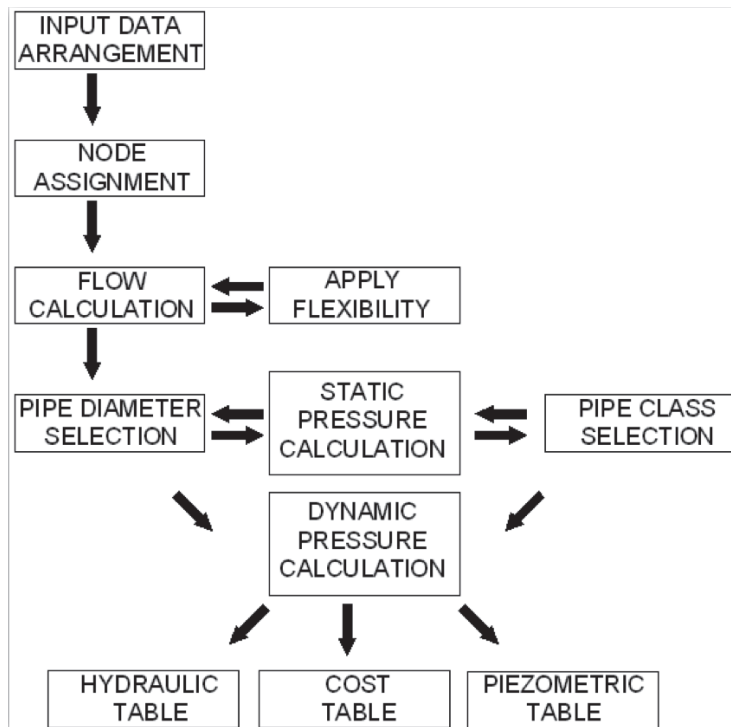 INPUT DATA
ARRANGEMENT
NODE
ASSIGNMENT
FLOW
CALCULATION
APPLY
FLEXIBILITY
PIPE DIAMETER
SELECTION
STATIC
PRESSURE
CALCULATION
PIPE CLASS
SELECTION
DYNAMIC
PRESSURE
CALCULATION
HYDRAULIC
TABLE
COST
TABLE
PIEZOMETRIC
TABLE